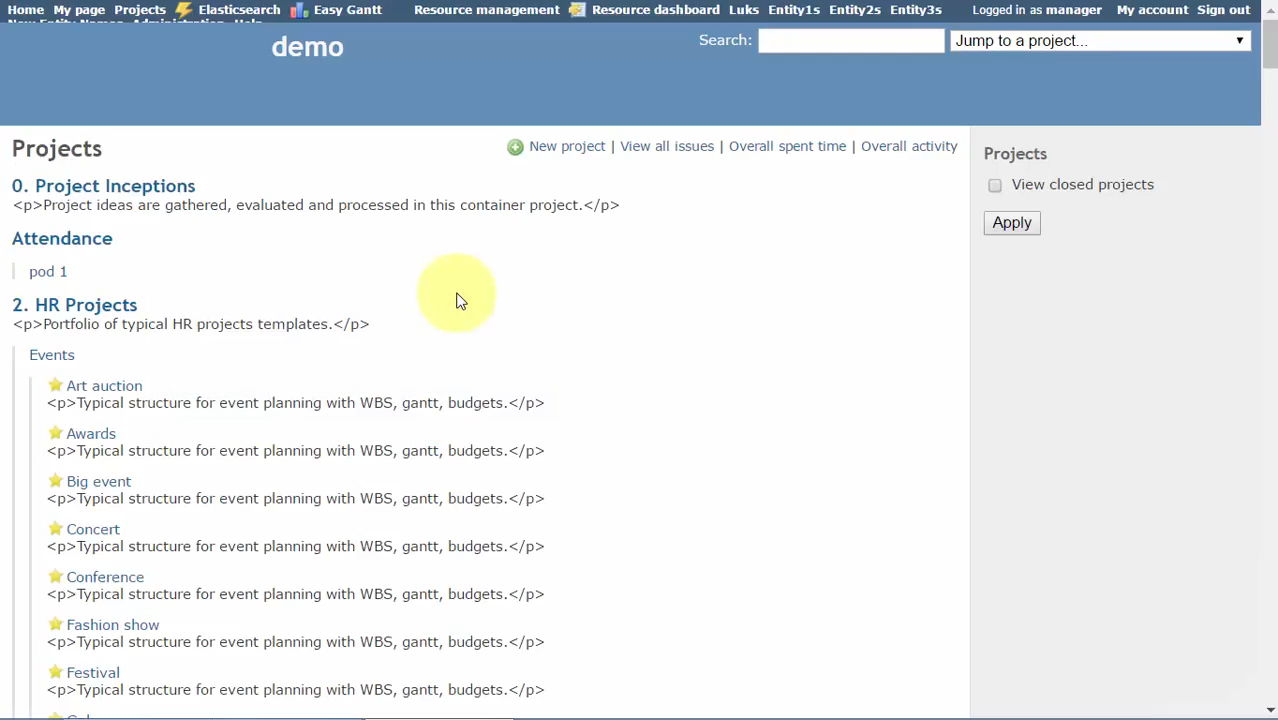 Home My page Projects Elasticsearch Easy Gantt Resource management Resource dashboard Luks Entity1s Entity2s Entity3s Logged in as manager My account Sign out
New Entity Names Administration Help
demo
Search: Jump to a project...
Projects
New project | View all issues | Overall spent time | Overall activity
0. Project Inceptions
<p>Project ideas are gathered, evaluated and processed in this container project.</p>
Attendance
pod 1
2. HR Projects
<p>Portfolio of typical HR projects templates.</p>
Events
Art auction
<p>Typical structure for event planning with WBS, gantt, budgets.</p>
Awards
<p>Typical structure for event planning with WBS, gantt, budgets.</p>
Big event
<p>Typical structure for event planning with WBS, gantt, budgets.</p>
Concert
<p>Typical structure for event planning with WBS, gantt, budgets.</p>
Conference
<p>Typical structure for event planning with WBS, gantt, budgets.</p>
Fashion show
<p>Typical structure for event planning with WBS, gantt, budgets.</p>
Festival
<p>Typical structure for event planning with WBS, gantt, budgets.</p>
Projects
View closed projects
Apply